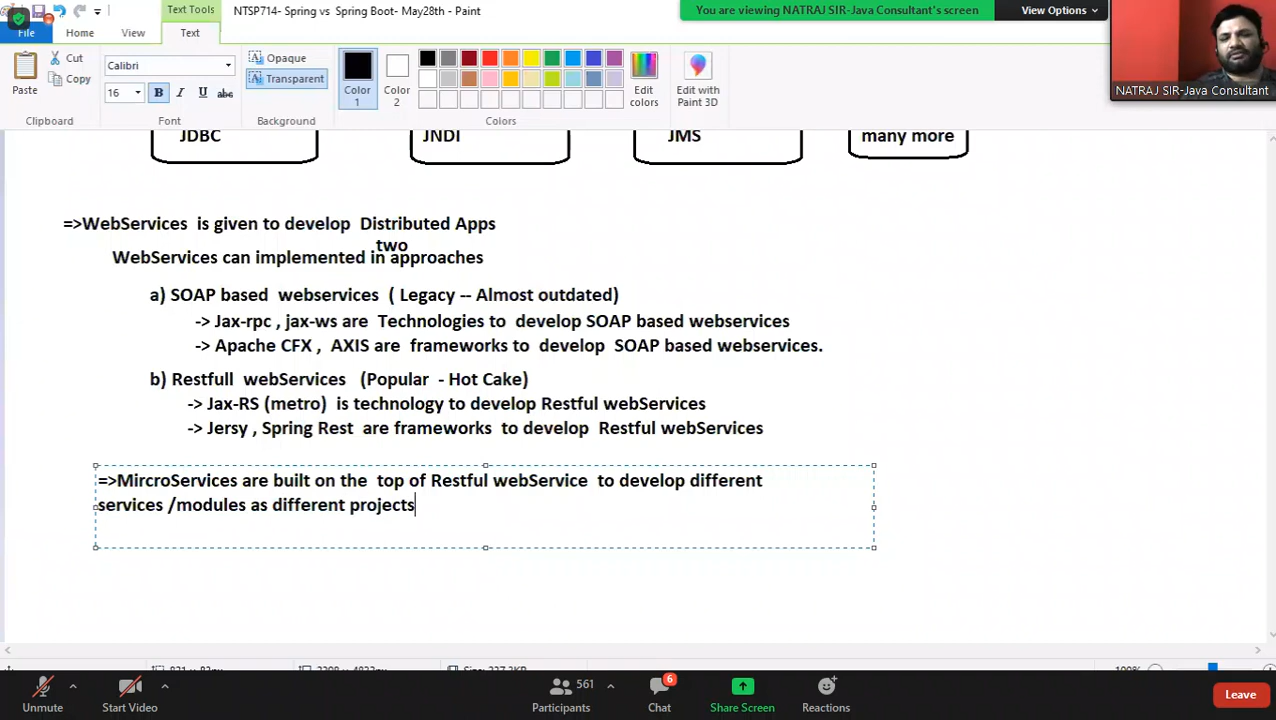 NTSP714- Spring vs Spring Boot- May28th - Paint
Text Tools
You are viewing NATRAJ SIR-Java Consultant's screen
View Options
File
Home
View
Text
Paste
Cut
Copy
Clipboard
Calibri
16
B I U abc
Font
Opaque
Transparent
Background
Color 1
Color 2
Edit colors
Edit with Paint 3D
Colors
NATRAJ SIR-Java Consultant
JDBC JNDI JMS many more
=>WebServices is given to develop Distributed Apps
two
WebServices can implemented in approaches
a) SOAP based webservices ( Legacy -- Almost outdated)
-> Jax-rpc , jax-ws are Technologies to develop SOAP based webservices
-> Apache CFX , AXIS are frameworks to develop SOAP based webservices.
b) Restfull webServices (Popular - Hot Cake)
-> Jax-RS (metro) is technology to develop Restful webServices
-> Jersy , Spring Rest are frameworks to develop Restful webServices
=>MircroServices are built on the top of Restful webService to develop different
services /modules as different projects
Unmute
Start Video
561
Participants
6
Chat
Share Screen
Reactions
Leave